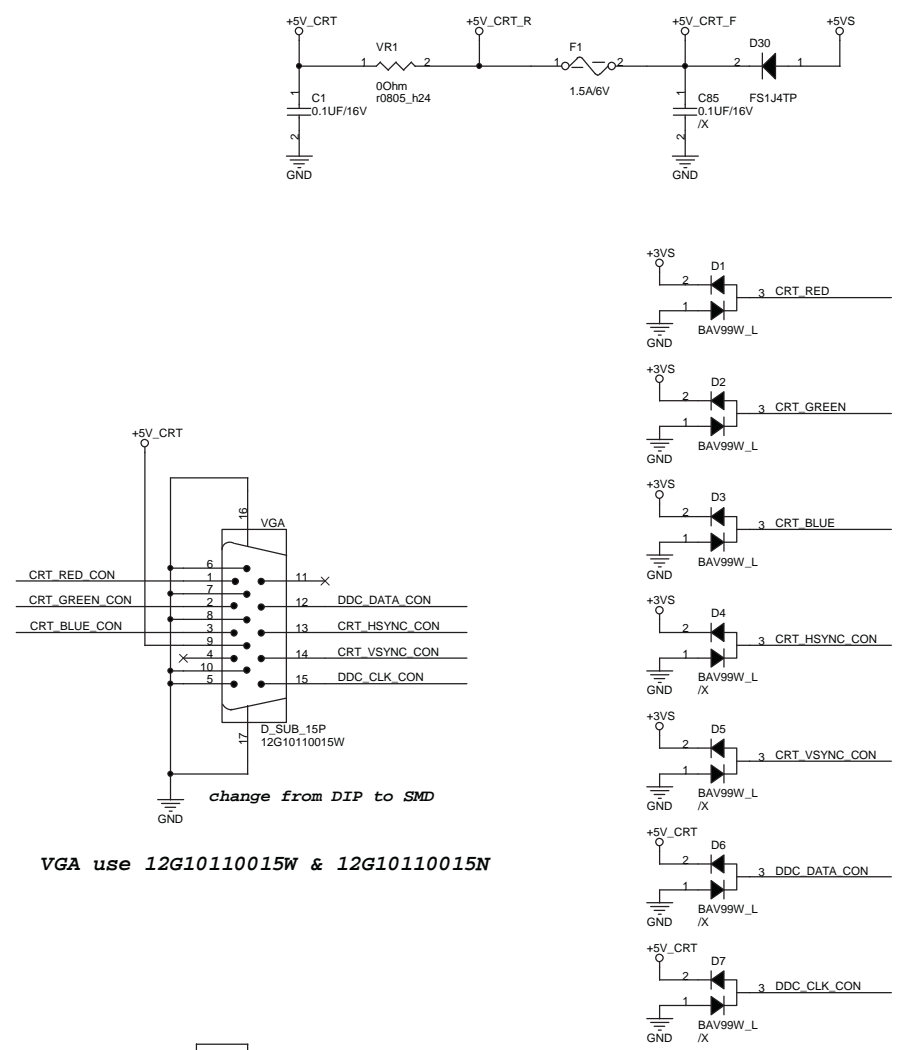 +5V_CRT
+5V_CRT_R
+5V_CRT_F
+5VS
VR1
F1
D30
1
2
1
2
2
1
0Ohm
r0805_h24
1.5A/6V
FS1J4TP
1
C1
0.1UF/16V
2
GND
1
C85
0.1UF/16V
/X
2
GND
+3VS
D1
2
3 CRT_RED
1
BAV99W_L
GND
+3VS
D2
2
3 CRT_GREEN
1
BAV99W_L
GND
+3VS
D3
2
3 CRT_BLUE
1
BAV99W_L
GND
+3VS
D4
2
3 CRT_HSYNC_CON
1
BAV99W_L
GND
/X
+3VS
D5
2
3 CRT_VSYNC_CON
1
BAV99W_L
GND
/X
+5V_CRT
D6
2
3 DDC_DATA_CON
1
BAV99W_L
GND
/X
+5V_CRT
D7
2
3 DDC_CLK_CON
1
BAV99W_L
GND
/X
+5V_CRT
16
VGA
6
CRT_RED_CON
1
11
7
CRT_GREEN_CON
2
12
DDC_DATA_CON
8
CRT_BLUE_CON
3
13
CRT_HSYNC_CON
9
4
14
CRT_VSYNC_CON
10
5
15
DDC_CLK_CON
17
D_SUB_15P
12G10110015W
GND
change from DIP to SMD
VGA use 12G10110015W & 12G10110015N